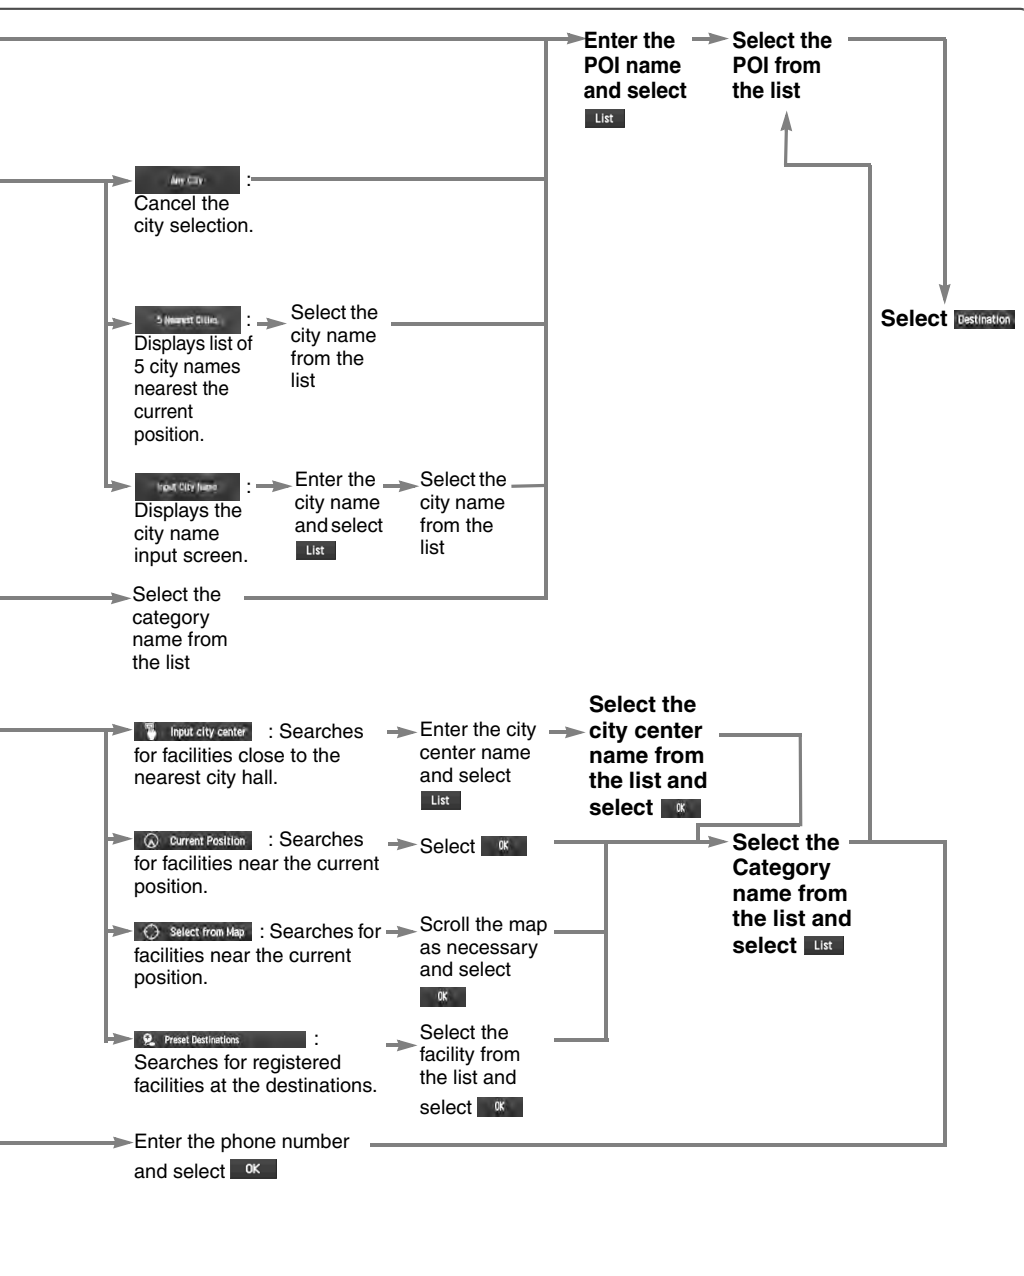 Enter the
POI name
and select
List
Select the
POI from
the list
Any City :
Cancel the
city selection.
5 Nearest Cities :
Displays list of
5 city names
nearest the
current
position.
Select the
city name
from the
list
Select Destination
Input City Name :
Displays the
city name
input screen.
Enter the
city name
and select
List
Select the
city name
from the
list
Select the
category
name from
the list
Input city center : Searches
for facilities close to the
nearest city hall.
Enter the city
center name
and select
List
Select the
city center
name from
the list and
select OK
Current Position : Searches
for facilities near the current
position.
Select OK
Select the
Category
name from
the list and
select List
Select from Map : Searches for
facilities near the current
position.
Scroll the map
as necessary
and select
OK
Preset Destinations :
Searches for registered
facilities at the destinations.
Select the
facility from
the list and
select OK
Enter the phone number
and select OK